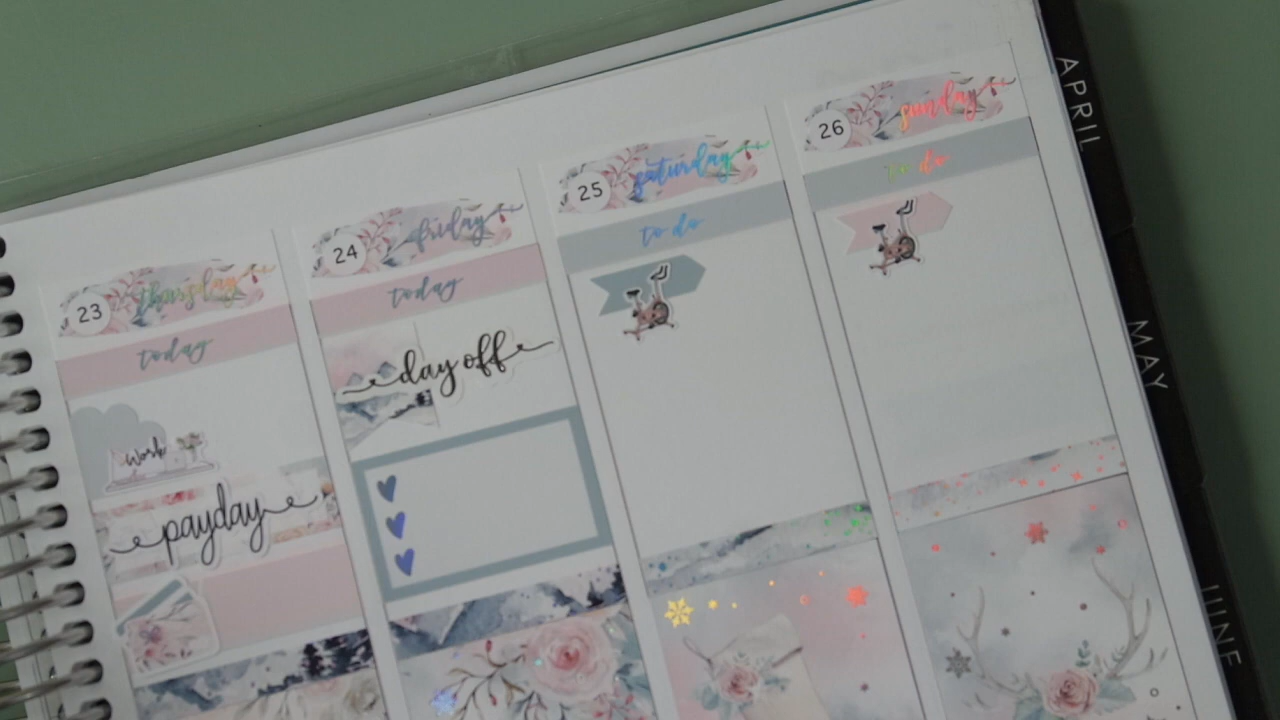 23 thursday
today
work
payday
24 friday
today
day off
25 saturday
to do
26 sunday
to do
APRIL
MAY
JUNE